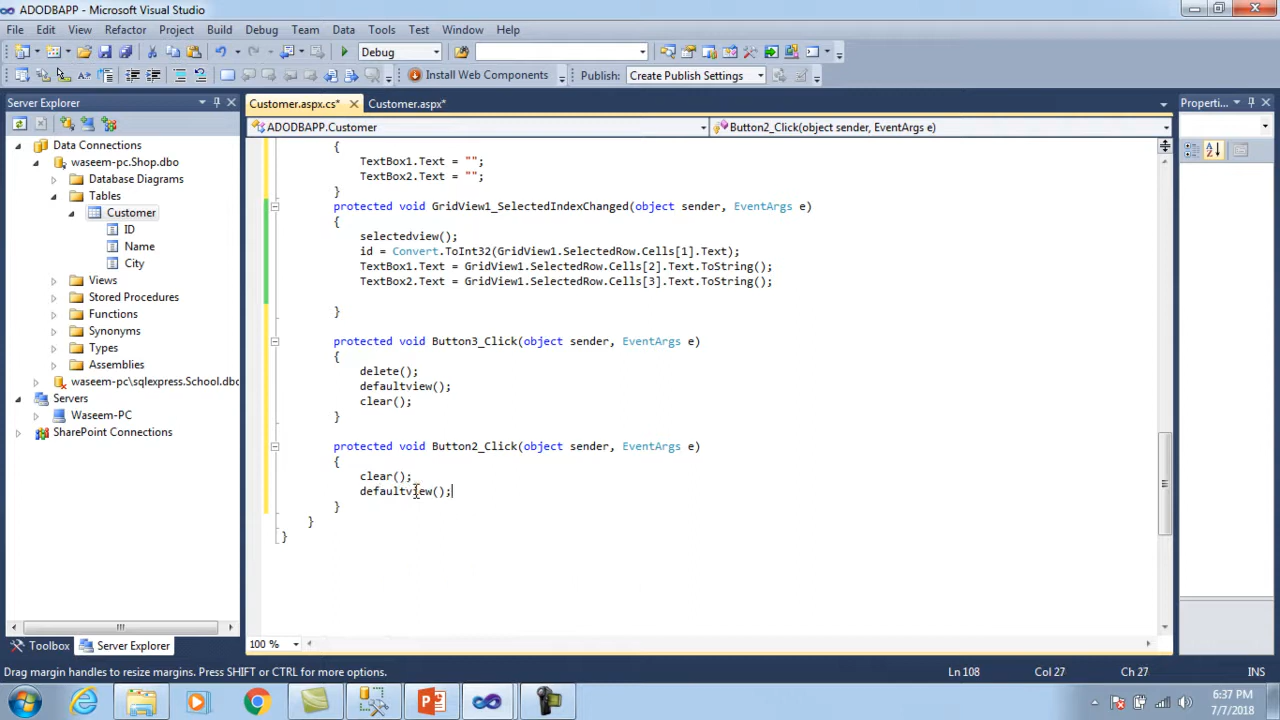 ADODBAPP - Microsoft Visual Studio
File Edit View Refactor Project Build Debug Team Data Tools Test Window Help
Debug
Install Web Components Publish: Create Publish Settings
Server Explorer
Customer.aspx.cs* Customer.aspx*
Properti...
ADODBAPP.Customer
Button2_Click(object sender, EventArgs e)
Data Connections
waseem-pc.Shop.dbo
Database Diagrams
Tables
Customer
ID
Name
City
Views
Stored Procedures
Functions
Synonyms
Types
Assemblies
waseem-pc\sqlexpress.School.dbo
Servers
Waseem-PC
SharePoint Connections
{
TextBox1.Text = "";
TextBox2.Text = "";
}
protected void GridView1_SelectedIndexChanged(object sender, EventArgs e)
{
selectedview();
id = Convert.ToInt32(GridView1.SelectedRow.Cells[1].Text);
TextBox1.Text = GridView1.SelectedRow.Cells[2].Text.ToString();
TextBox2.Text = GridView1.SelectedRow.Cells[3].Text.ToString();
}
protected void Button3_Click(object sender, EventArgs e)
{
delete();
defaultview();
clear();
}
protected void Button2_Click(object sender, EventArgs e)
{
clear();
defaultview();
}
}
}
100 %
Toolbox Server Explorer
Drag margin handles to resize margins. Press SHIFT or CTRL for more options.
Ln 108 Col 27 Ch 27 INS
6:37 PM
7/7/2018